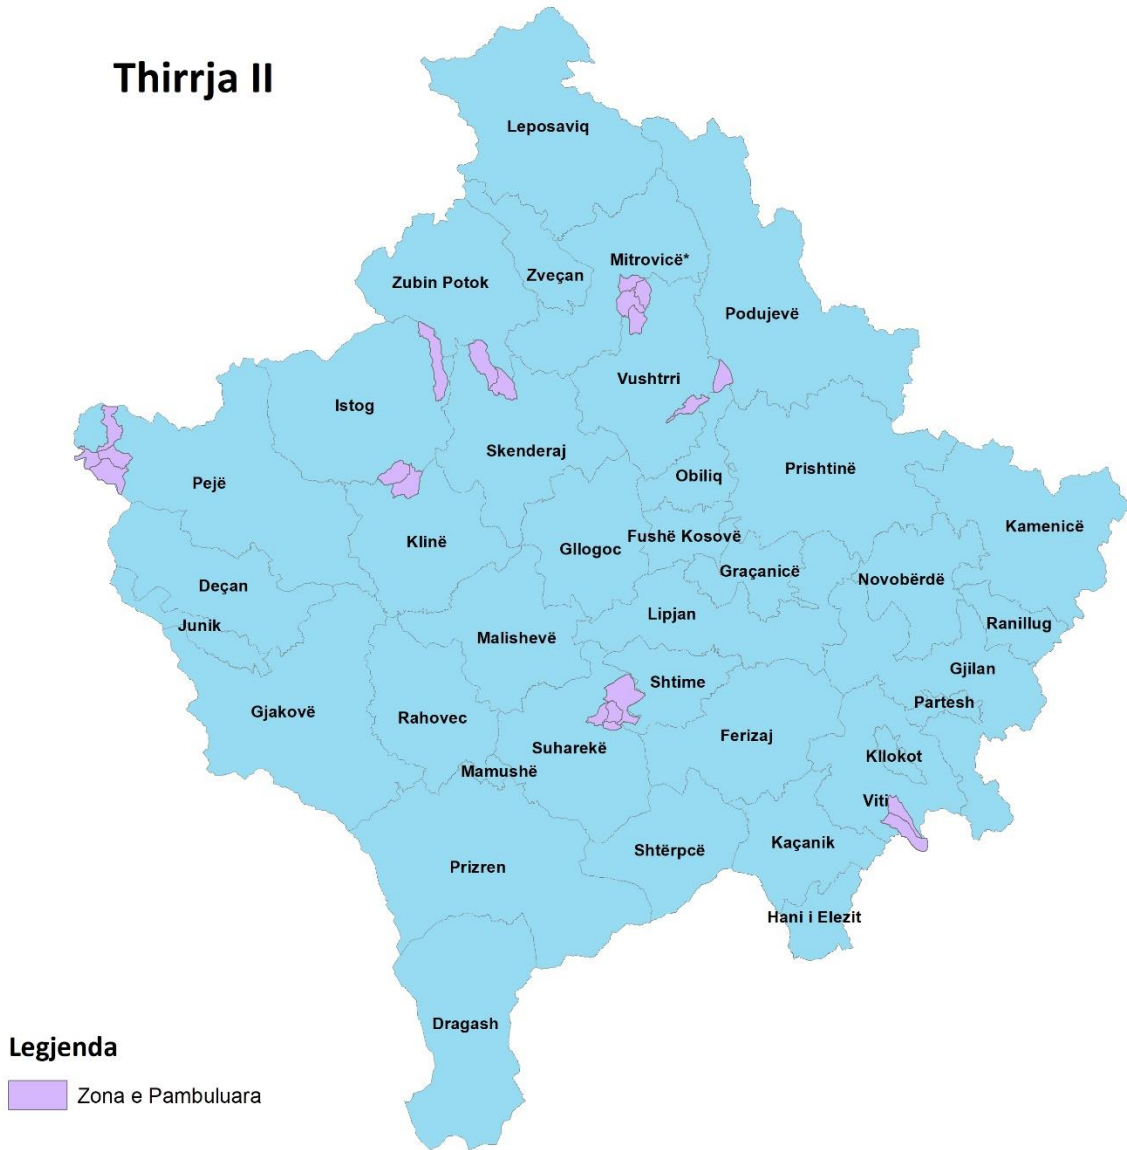 Thirrja II
Leposaviq
Mitrovicë*
Zveçan
Zubin Potok
Podujevë
Vushtrri
Istog
Skenderaj
Prishtinë
Obiliq
Pejë
Kamenicë
Fushë Kosovë
Klinë
Gllogoc
Graçanicë
Novobërdë
Deçan
Lipjan
Ranillug
Junik
Malishevë
Gjilan
Shtime
Partesh
Gjakovë
Rahovec
Ferizaj
Suharekë
Kllokot
Mamushë
Viti
Kaçanik
Shtërpcë
Prizren
Hani i Elezit
Dragash
Legjenda
Zona e Pambuluara